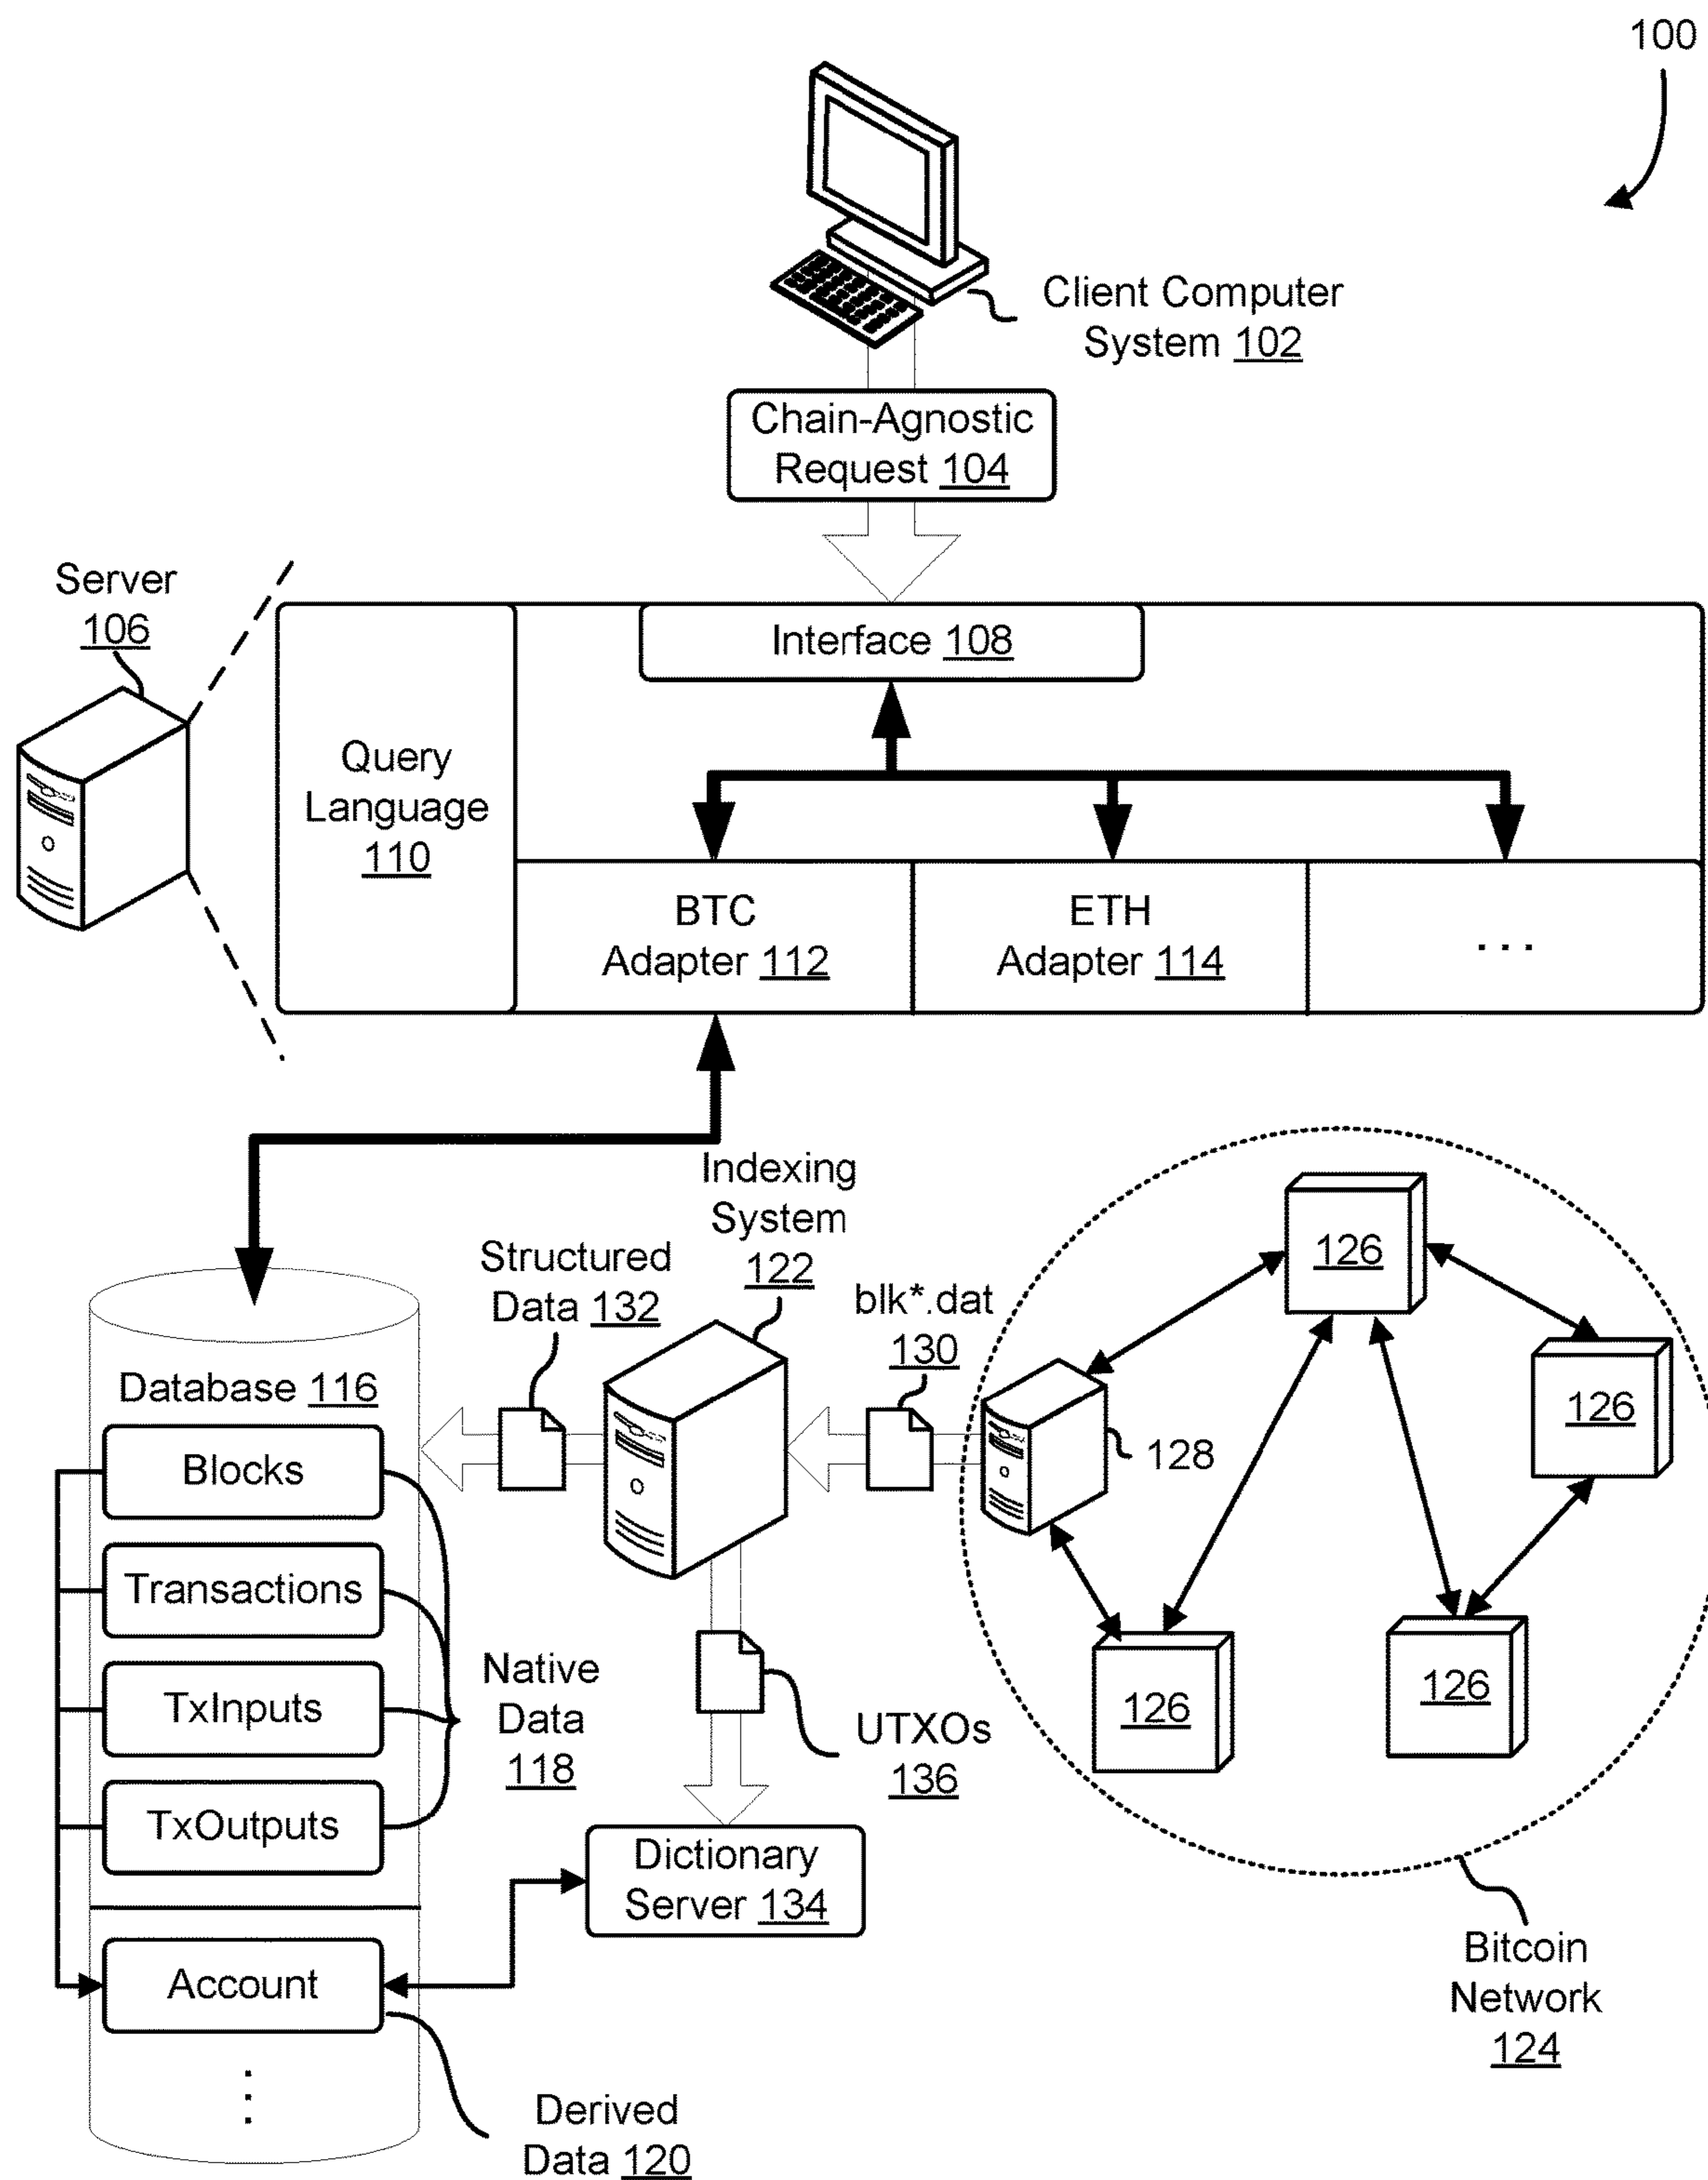 100
Client Computer
System 102
Chain-Agnostic
Request 104
Server
106
Interface 108
Query
Language
110
BTC
Adapter 112
ETH
Adapter 114
...
Indexing
System
122
Structured
Data 132
blk*.dat
130
126
126
126
126
128
Database 116
Blocks
Transactions
TxInputs
TxOutputs
Native
Data
118
UTXOs
136
Dictionary
Server 134
Account
Bitcoin
Network
124
Derived
Data 120